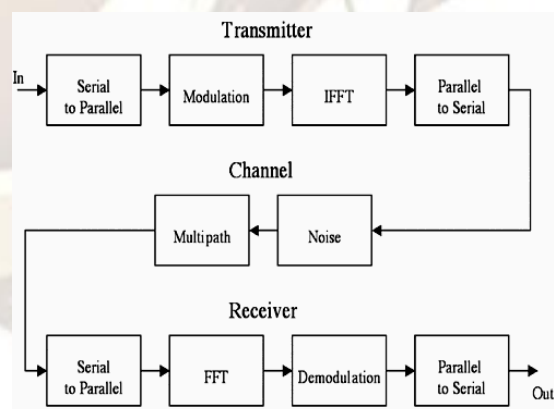 Transmitter
In
Serial
to Parallel
Modulation
IFFT
Parallel
to Serial
Channel
Multipath
Noise
Receiver
Serial
to Parallel
FFT
Demodulation
Parallel
to Serial
Out